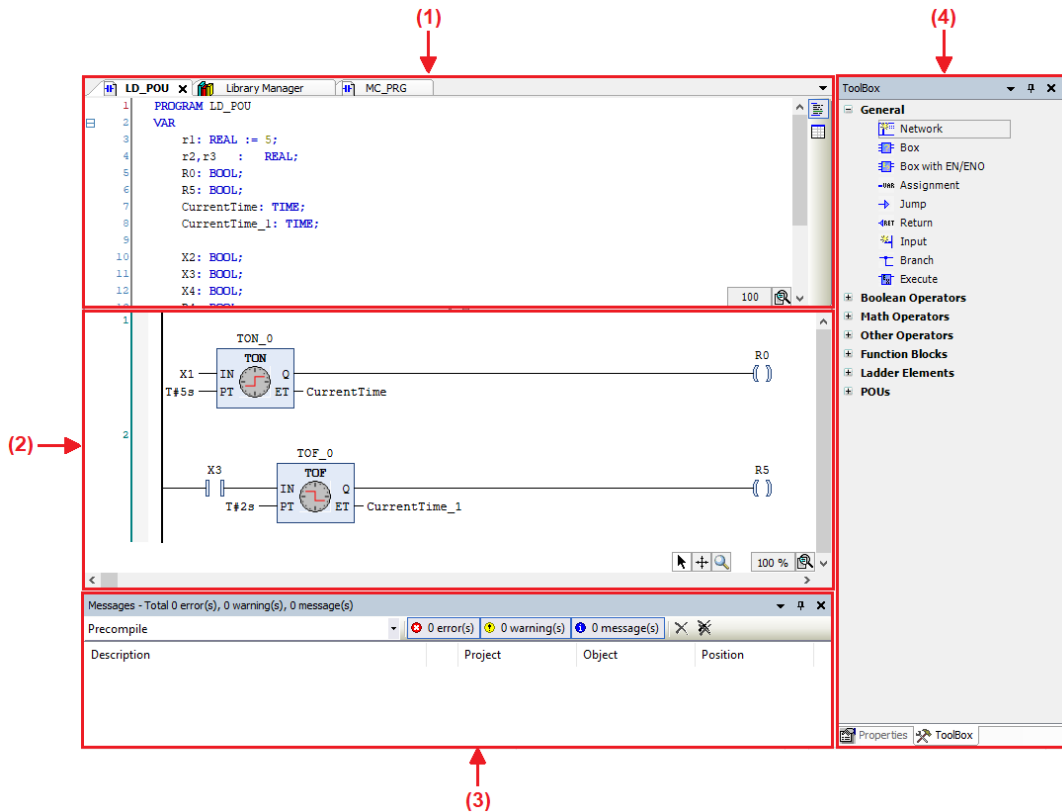 (1)
(4)
LD_POU
Library Manager
MC_PRG
1 PROGRAM LD_POU
2 VAR
3 r1: REAL := 5;
4 r2,r3 : REAL;
5 R0: BOOL;
6 R5: BOOL;
7 CurrentTime: TIME;
8 CurrentTime_1: TIME;
9
10 X2: BOOL;
11 X3: BOOL;
12 X4: BOOL;
100
ToolBox
General
Network
Box
Box with EN/ENO
-VAR Assignment
Jump
RET Return
Input
Branch
Execute
Boolean Operators
Math Operators
Other Operators
Function Blocks
Ladder Elements
POUs
(2)
1
TON_0
TON
R0
X1 IN Q
T#5s PT ET CurrentTime
2
TOF_0
X3 TOF R5
IN Q
T#2s PT ET CurrentTime_1
100 %
Messages - Total 0 error(s), 0 warning(s), 0 message(s)
Precompile 0 error(s) 0 warning(s) 0 message(s)
Description Project Object Position
Properties ToolBox
(3)